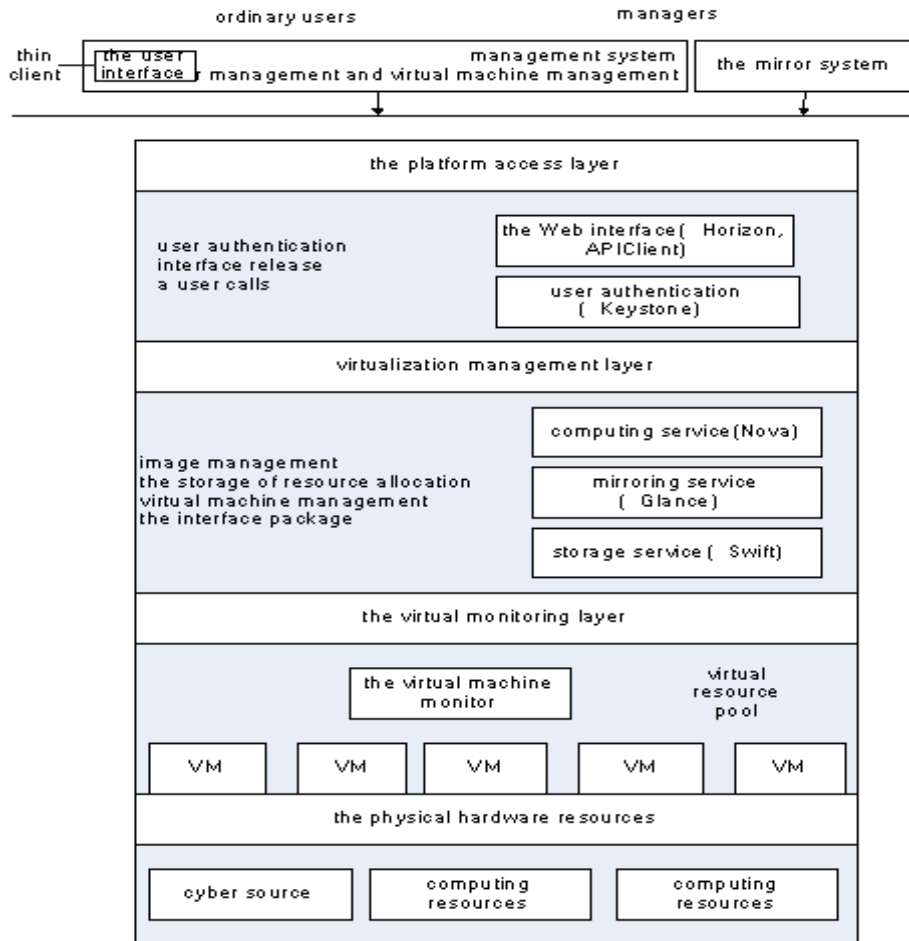 ordinary users
managers
thin
client
the user
interface
management system
r management and virtual machine management
the mirror system
the platform access layer
user authentication
interface release
a user calls
the Web interface( Horizon,
APIClient)
user authentication
( Keystone)
virtualization management layer
image management
the storage of resource allocation
virtual machine management
the interface package
computing service(Nova)
mirroring service
( Glance)
storage service( Swift)
the virtual monitoring layer
the virtual machine
monitor
virtual
resource
pool
VM
VM
VM
VM
VM
the physical hardware resources
cyber source
computing
resources
computing
resources